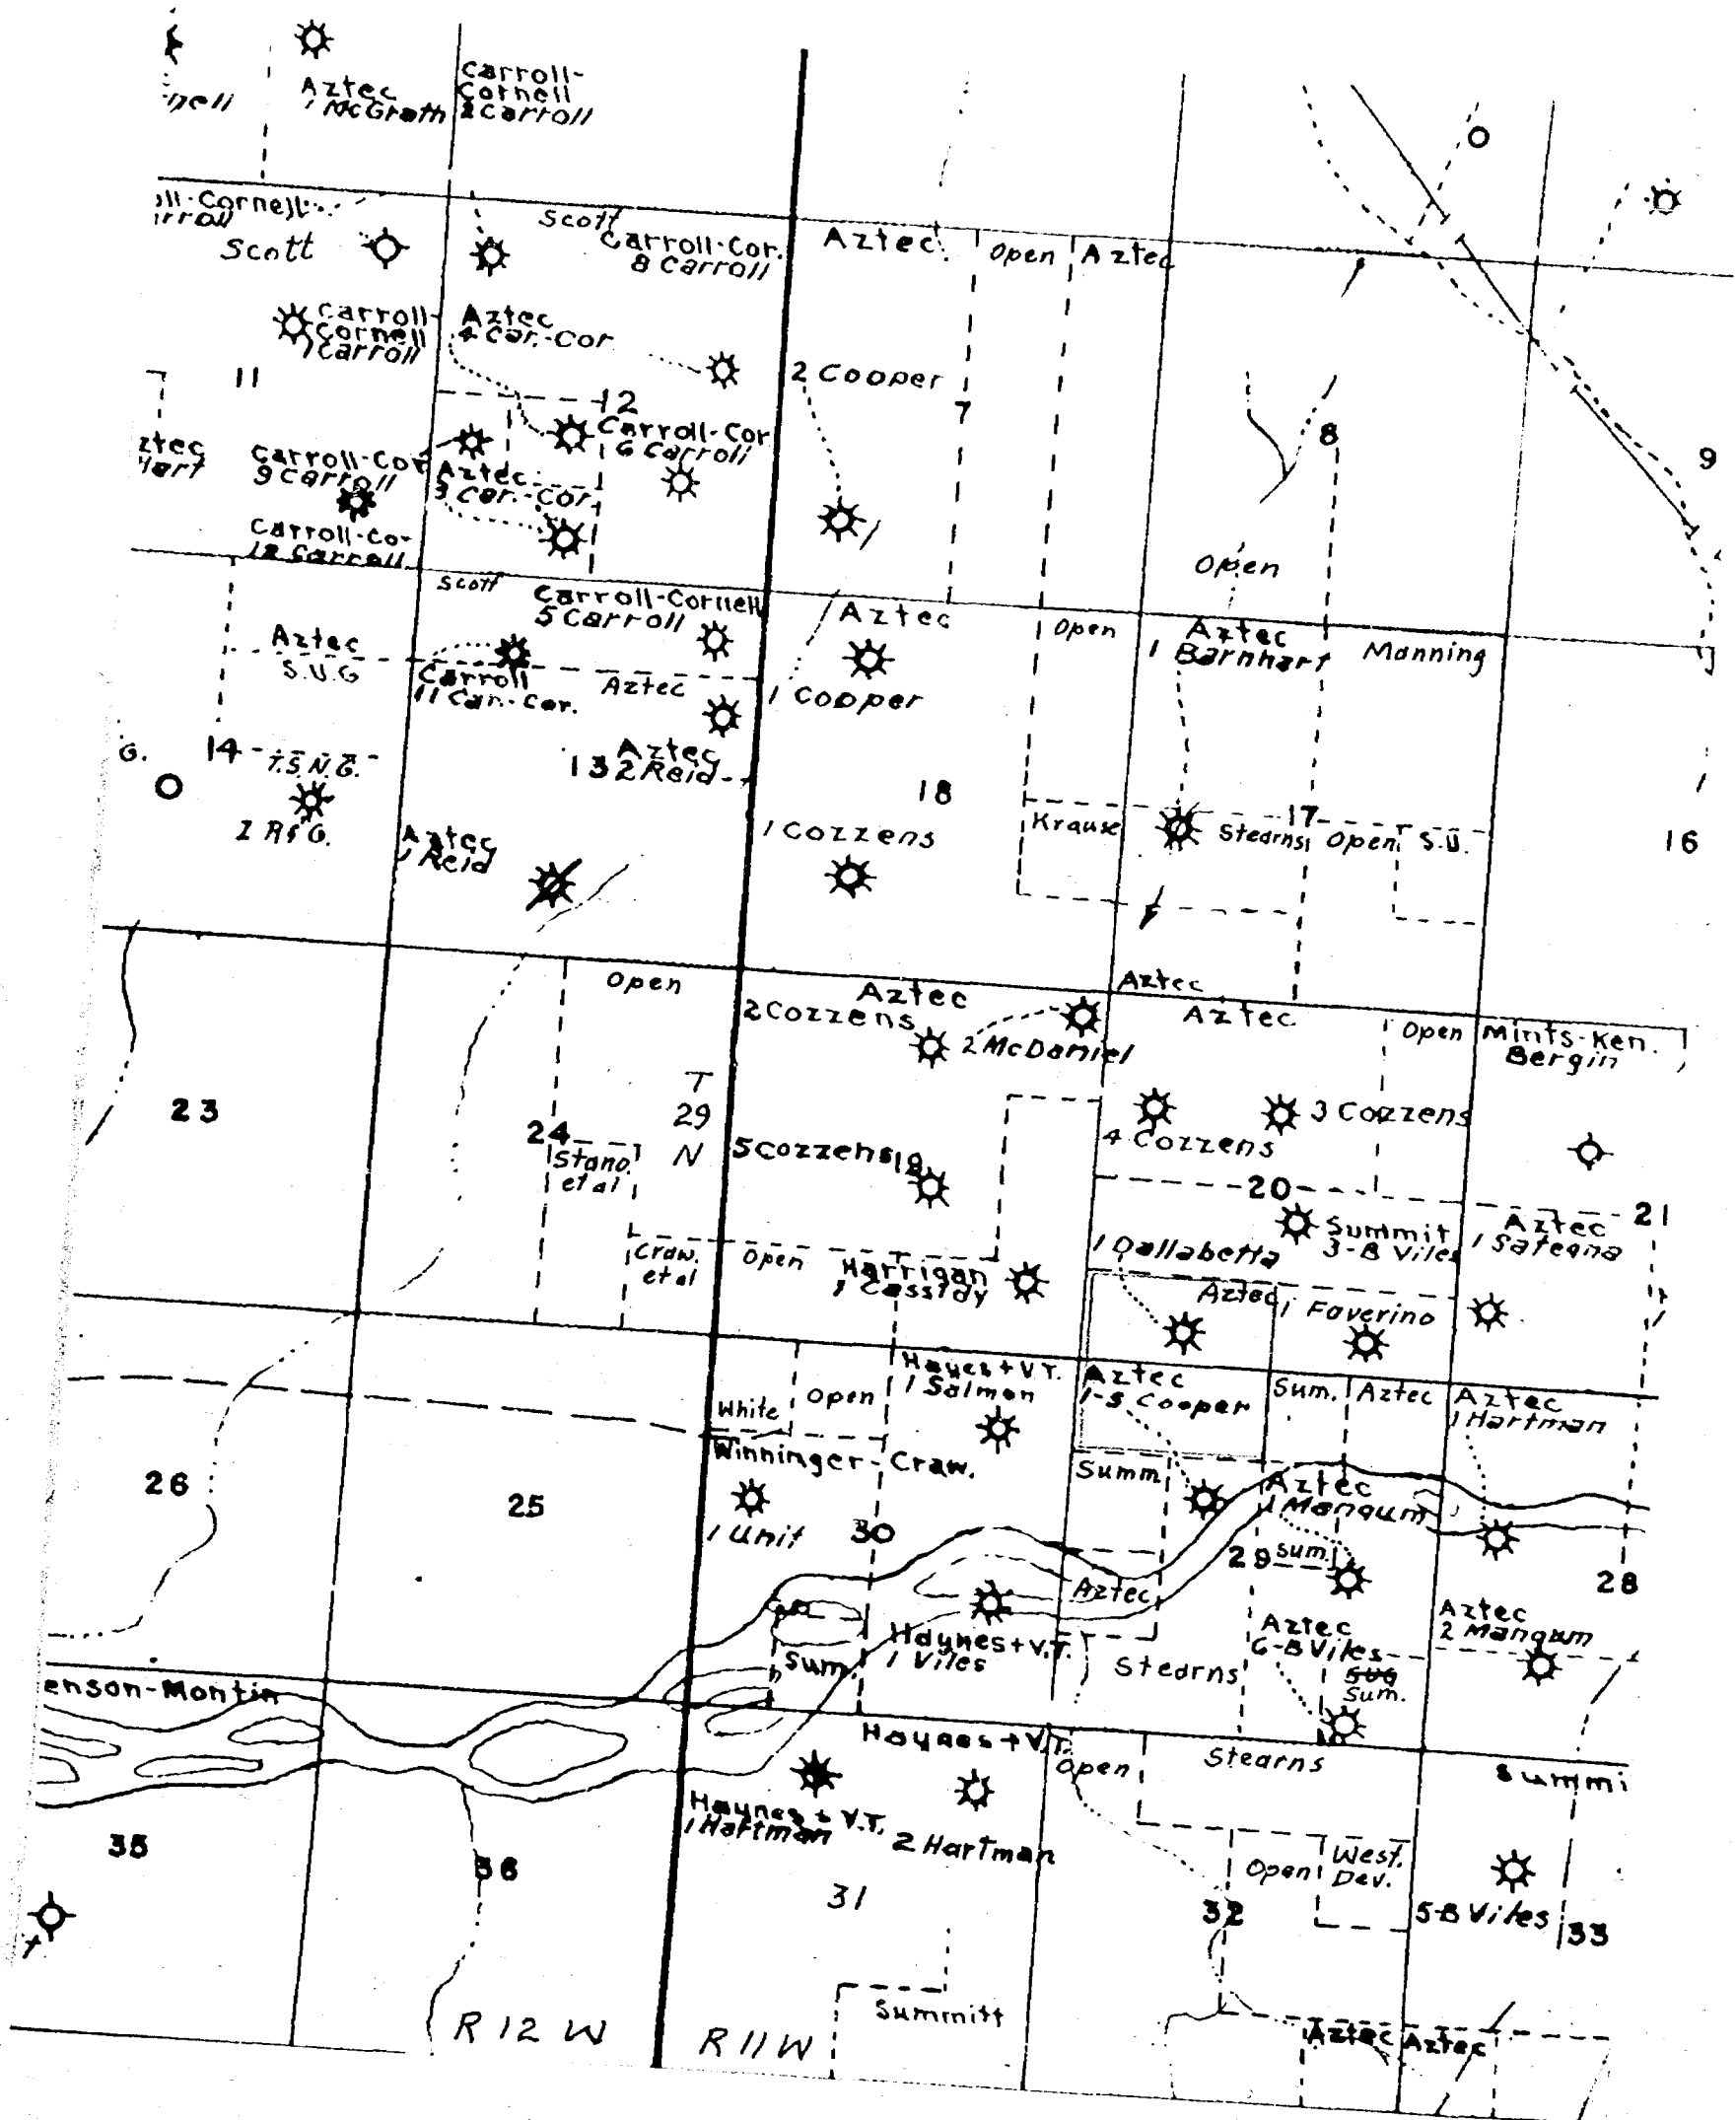 Aztec
1 McGrath
Carroll-
Cornell
2 Carroll
Scott
Scott
Carroll-Cor.
8 Carroll
Aztec
Open
Aztec
Carroll-
Cornell
1 Carroll
Aztec
4 Car.-Cor.
2 Cooper
11
12
7
8
9
Carroll-Cor
6 Carroll
Carroll-Cor
9 Carroll
Aztec
3 Car.-Cor.
Carroll-Co-
12 Carroll
Open
Scott
Carroll-Cornell
5 Carroll
Aztec
Open
Aztec
1 Barnhart
Manning
Aztec
S.U.G
Carroll
11 Can.-Cor.
Aztec
1 Cooper
G.
14
T.S.N.G.
13
Aztec
2 Reid
18
17
16
Krause
Stearns
Open
S.U.
Aztec
1 Reid
1 Cozzens
Aztec
Open
Aztec
2 Cozzens
2 McDaniel
Aztec
Open
Mints-Ken.
Bergin
T
29
N
23
24
Stano.
et al
5 Cozzens
4 Cozzens
3 Cozzens
20
21
Summit
3-B Viles
Aztec
1 Dallabetta
Craw.
et al
Open
Harrigan
1 Cassidy
Aztec
1 Faverino
Hayes + V.T.
1 Salmon
Aztec
1-S Cooper
Sum.
Aztec
Aztec
1 Hartman
White
Open
Winninger-Craw.
Summ.
26
25
1 Unit
30
Aztec
1 Mangum
29
Sum.
28
Aztec
Haynes + V.T.
1 Viles
Sum.
Stearns
Aztec
6-B Viles
SUG
Sum.
Aztec
2 Mangum
enson-Montin
Haynes + V.T.
Open
Stearns
Summi
Haynes + V.T.
1 Hartman
2 Hartman
35
36
31
32
Open
West.
Dev.
5-B Viles
33
Summitt
R 12 W
R 11 W
Aztec
Aztec